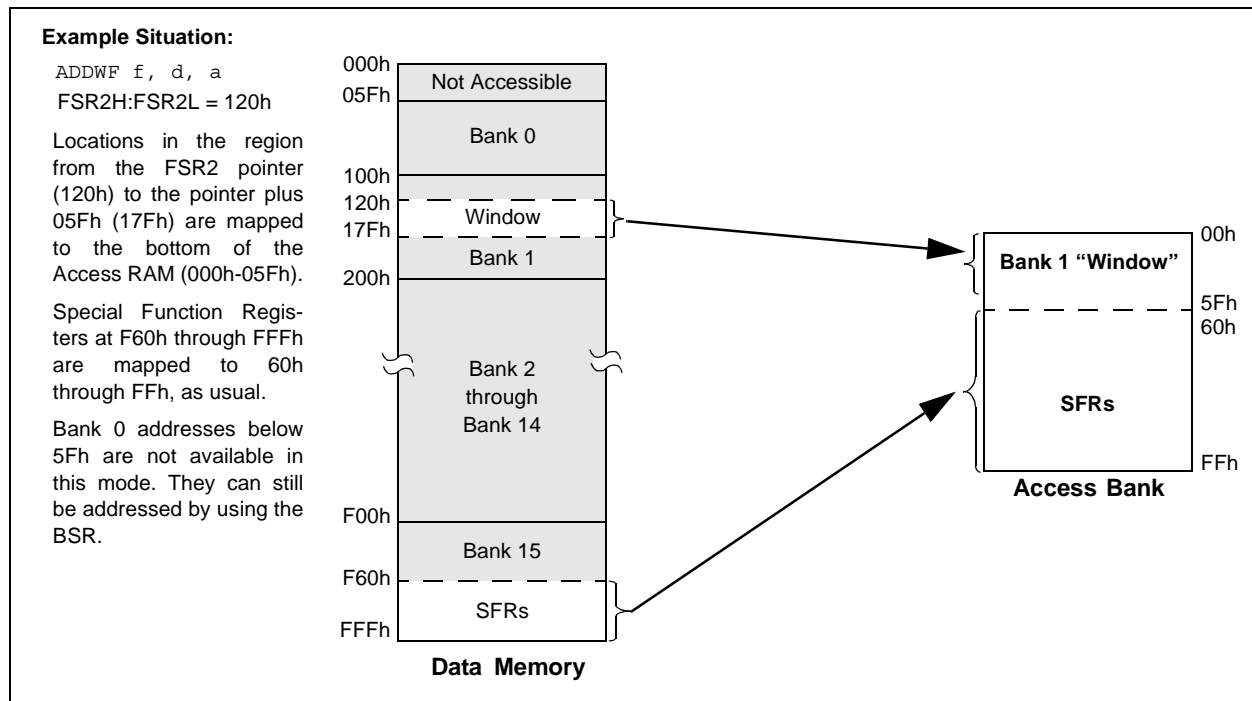 Example Situation:
ADDWF f, d, a
FSR2H:FSR2L = 120h
Locations in the region
from the FSR2 pointer
(120h) to the pointer plus
05Fh (17Fh) are mapped
to the bottom of the
Access RAM (000h-05Fh).
Special Function Regis-
ters at F60h through FFFh
are mapped to 60h
through FFh, as usual.
Bank 0 addresses below
5Fh are not available in
this mode. They can still
be addressed by using the
BSR.
000h
Not Accessible
05Fh
Bank 0
100h
120h
Window
17Fh
Bank 1
200h
Bank 2
through
Bank 14
F00h
Bank 15
F60h
SFRs
FFFh
Data Memory
00h
Bank 1 “Window”
5Fh
60h
SFRs
FFh
Access Bank